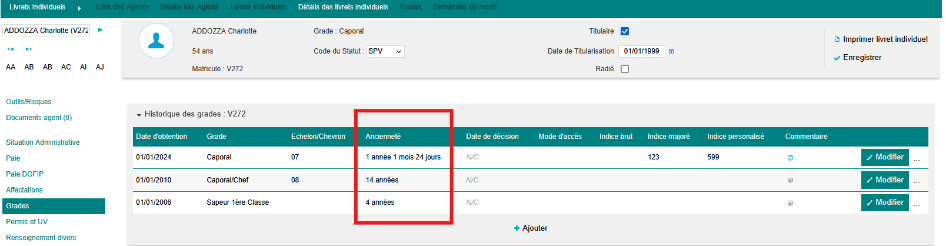 Livrets Individuels Liste des Agents Détails des Agents Livrets Individuels Détails des livrets individuels Fusion Demandes de modif
ADDOZZA Charlotte (V272
AA AB AB AC AI AJ
ADDOZZA Charlotte Grade : Caporal Titulaire
54 ans Code du Statut : SPV Date de Titularisation 01/01/1999
Matricule : V272 Radié
Imprimer livret individuel
Enregistrer
Outils/Risques
Documents agent (0)
Situation Administrative
Paie
Paie DGFIP
Affectations
Grades
Permis et UV
Renseignement divers
Historique des grades : V272
Date d'obtention Grade Echelon/Chevron Ancienneté Date de décision Mode d'accès Indice brut Indice majoré Indice personalisé Commentaire
01/01/2024 Caporal 07 1 année 1 mois 24 jours N/C 123 599 Modifier ...
01/01/2010 Caporal/Chef 08 14 années N/C Modifier ...
01/01/2006 Sapeur 1ère Classe 4 années N/C Modifier ...
+ Ajouter